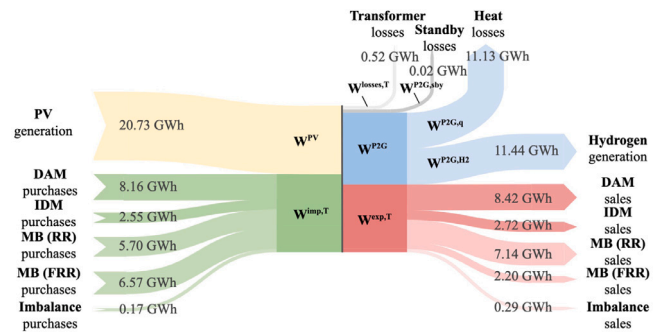 Transformer
losses
0.52 GWh
Standby
losses
0.02 GWh
Heat
losses
11.13 GWh
W^losses,T
W^P2G,sby
PV
generation
20.73 GWh
W^PV
W^P2G
W^P2G,q
W^P2G,H2
11.44 GWh
Hydrogen
generation
DAM
purchases
8.16 GWh
IDM
purchases
2.55 GWh
MB (RR)
purchases
5.70 GWh
MB (FRR)
purchases
6.57 GWh
Imbalance
purchases
0.17 GWh
W^imp,T
W^exp,T
8.42 GWh
DAM
sales
2.72 GWh
IDM
sales
7.14 GWh
MB (RR)
sales
2.20 GWh
MB (FRR)
sales
0.29 GWh
Imbalance
sales